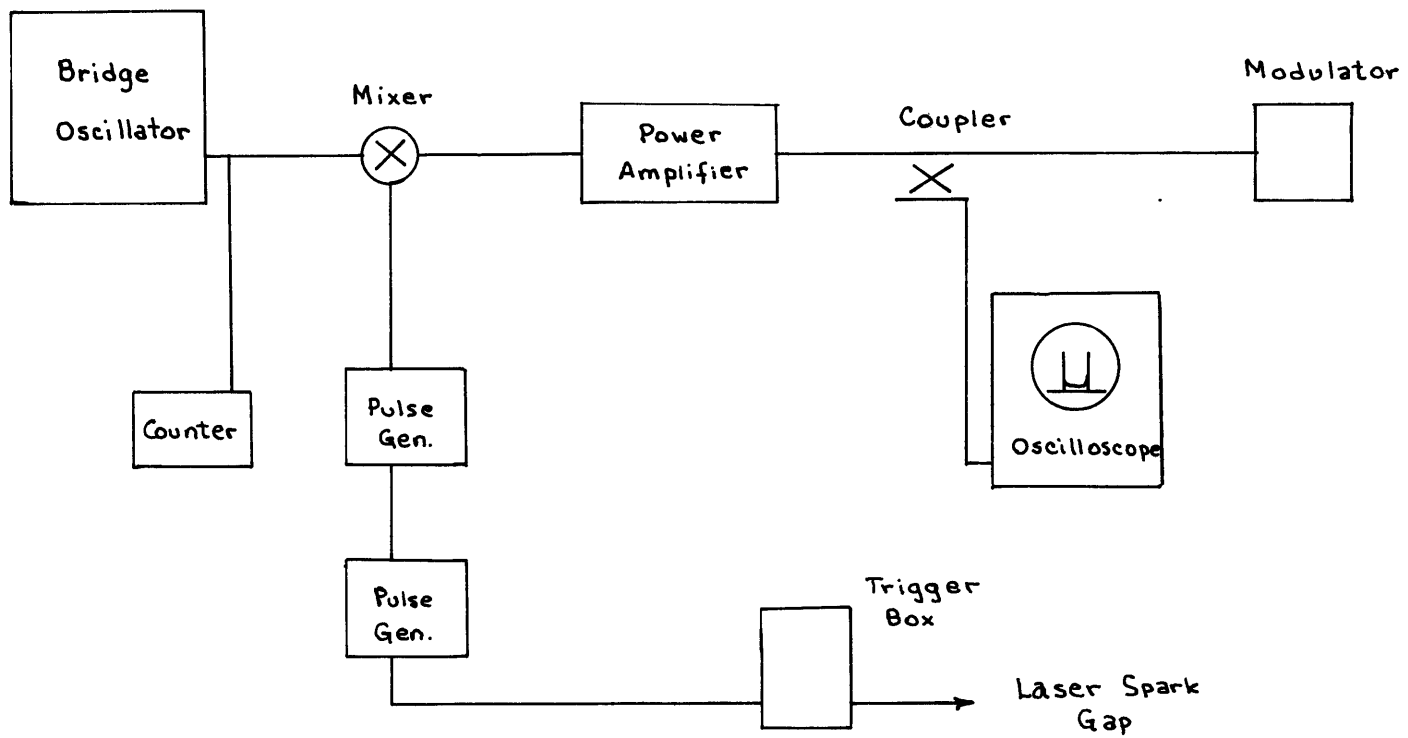 Bridge
Oscillator
Mixer
Power
Amplifier
Coupler
Modulator
Counter
Pulse
Gen.
Oscilloscope
Pulse
Gen.
Trigger
Box
Laser Spark
Gap